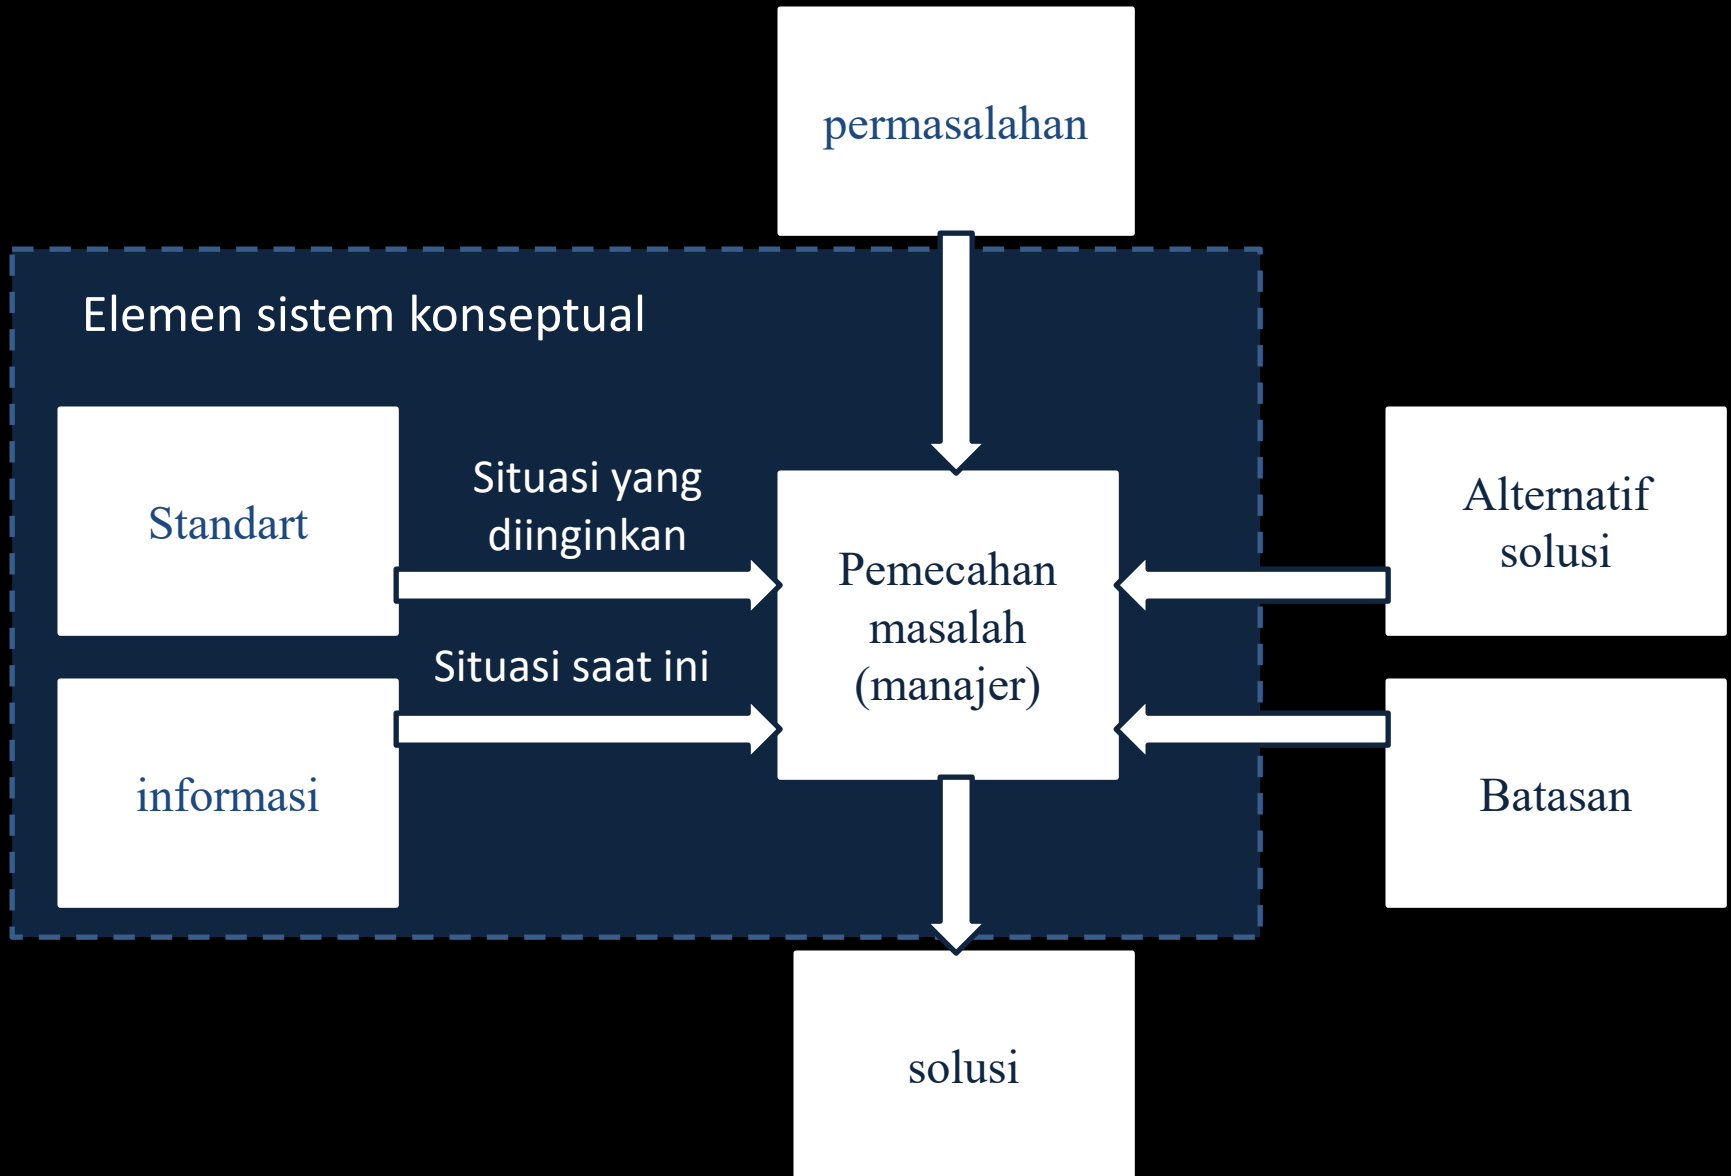 permasalahan
Elemen sistem konseptual
Standart
Situasi yang
diinginkan
Situasi saat ini
informasi
Pemecahan
masalah
(manajer)
Alternatif
solusi
Batasan
solusi